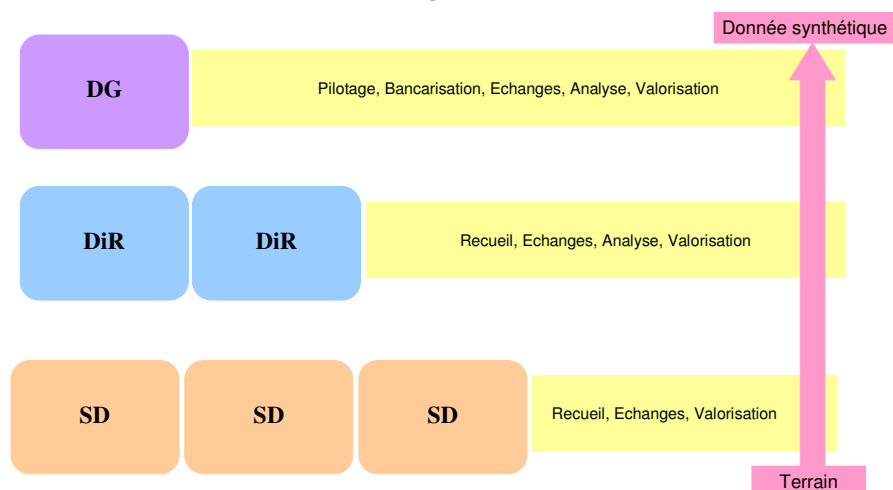 Donnée synthétique
DG
Pilotage, Bancarisation, Echanges, Analyse, Valorisation
DiR
DiR
Recueil, Echanges, Analyse, Valorisation
SD
SD
SD
Recueil, Echanges, Valorisation
Terrain